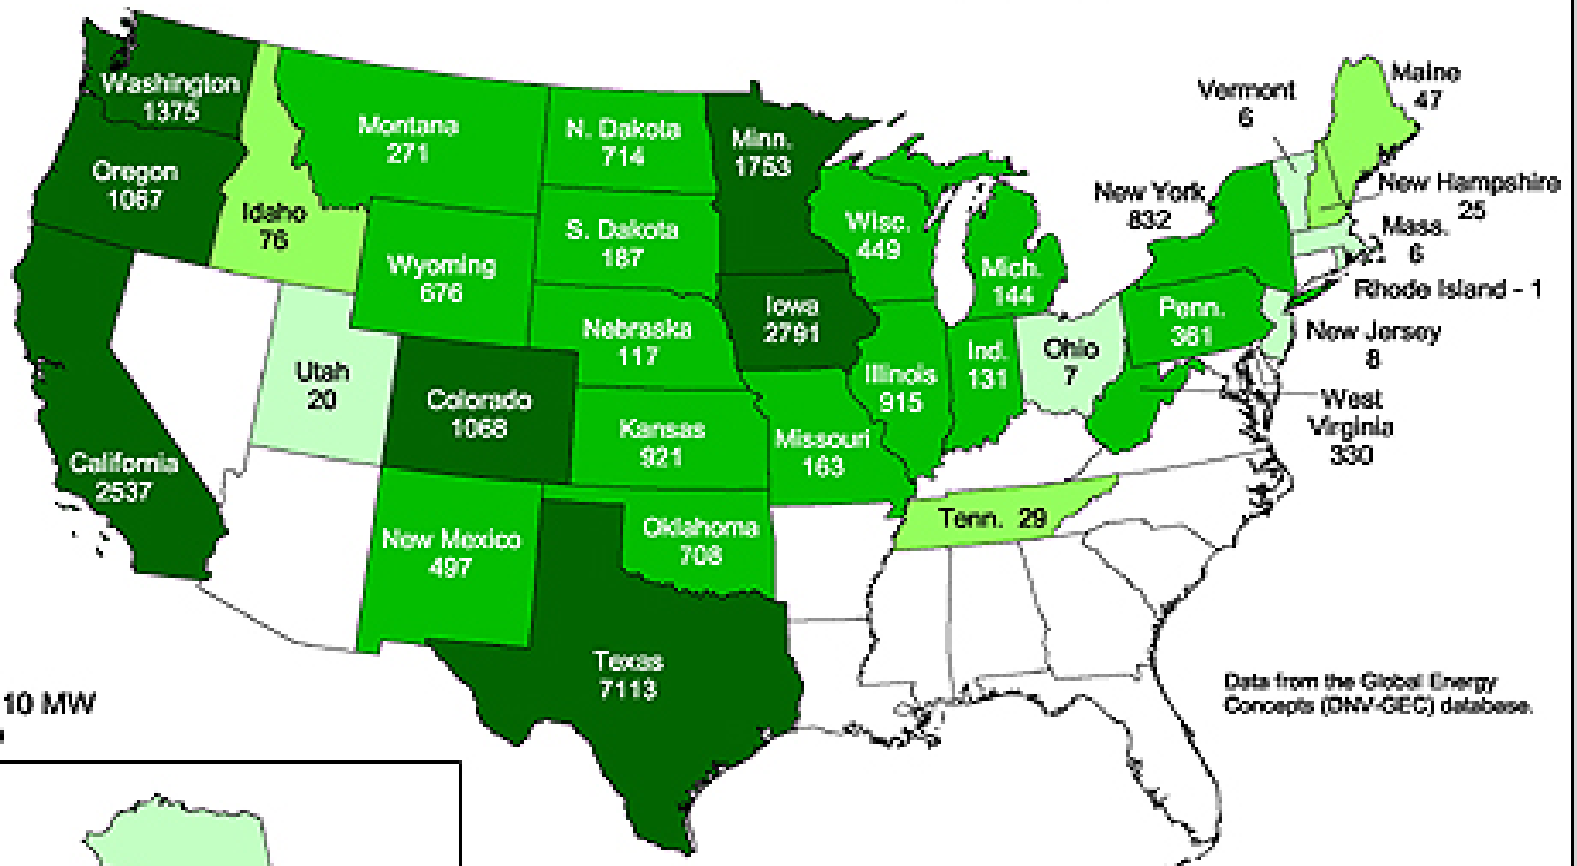 Washington
1375
Oregon
1067
California
2537
Idaho
76
Utah
20
Montana
271
Wyoming
676
Colorado
1068
New Mexico
497
N. Dakota
714
S. Dakota
187
Nebraska
117
Kansas
921
Oklahoma
708
Texas
7113
Minn.
1753
Iowa
2791
Missouri
163
Wisc.
449
Illinois
915
Mich.
144
Ind.
131
Ohio
7
Tenn. 29
Penn.
361
New York
832
Vermont
6
Maine
47
New Hampshire
25
Mass.
6
Rhode Island - 1
New Jersey
8
West
Virginia
330
Data from the Global Energy
Concepts (DNV-GEC) database.
10 MW